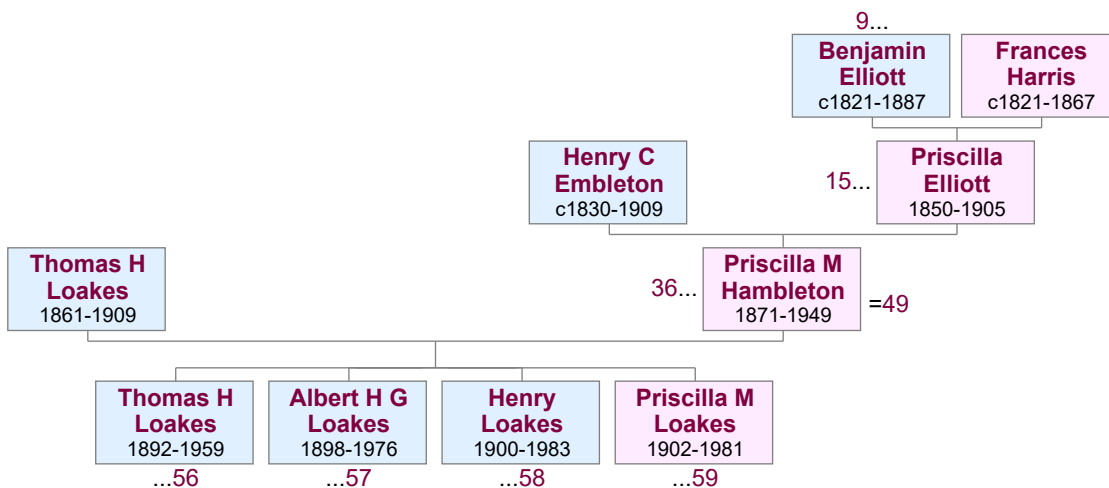 9...
Benjamin
Elliott
c1821-1887
Frances
Harris
c1821-1867
Henry C
Embleton
c1830-1909
15...
Priscilla
Elliott
1850-1905
Thomas H
Loakes
1861-1909
36...
Priscilla M
Hambleton
1871-1949
=49
Thomas H
Loakes
1892-1959
...56
Albert H G
Loakes
1898-1976
...57
Henry
Loakes
1900-1983
...58
Priscilla M
Loakes
1902-1981
...59